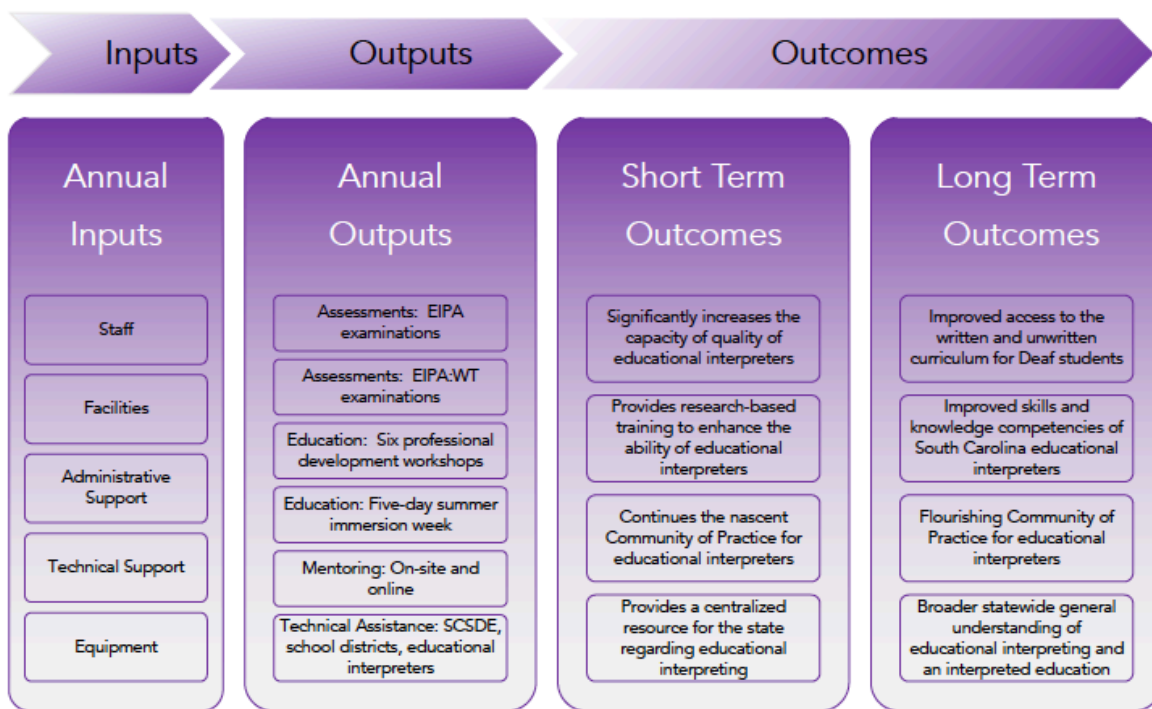 Inputs
Outputs
Outcomes
Annual
Inputs
Staff
Facilities
Administrative
Support
Technical Support
Equipment
Annual
Outputs
Assessments: EIPA
examinations
Assessments: EIPA:WT
examinations
Education: Six professional
development workshops
Education: Five-day summer
immersion week
Mentoring: On-site and
online
Technical Assistance: SCSDE,
school districts, educational
interpreters
Short Term
Outcomes
Significantly increases the
capacity of quality of
educational interpreters
Provides research-based
training to enhance the
ability of educational
interpreters
Continues the nascent
Community of Practice for
educational interpreters
Provides a centralized
resource for the state
regarding educational
interpreting
Long Term
Outcomes
Improved access to the
written and unwritten
curriculum for Deaf students
Improved skills and
knowledge competencies of
South Carolina educational
interpreters
Flourishing Community of
Practice for educational
interpreters
Broader statewide general
understanding of
educational interpreting and
an interpreted education